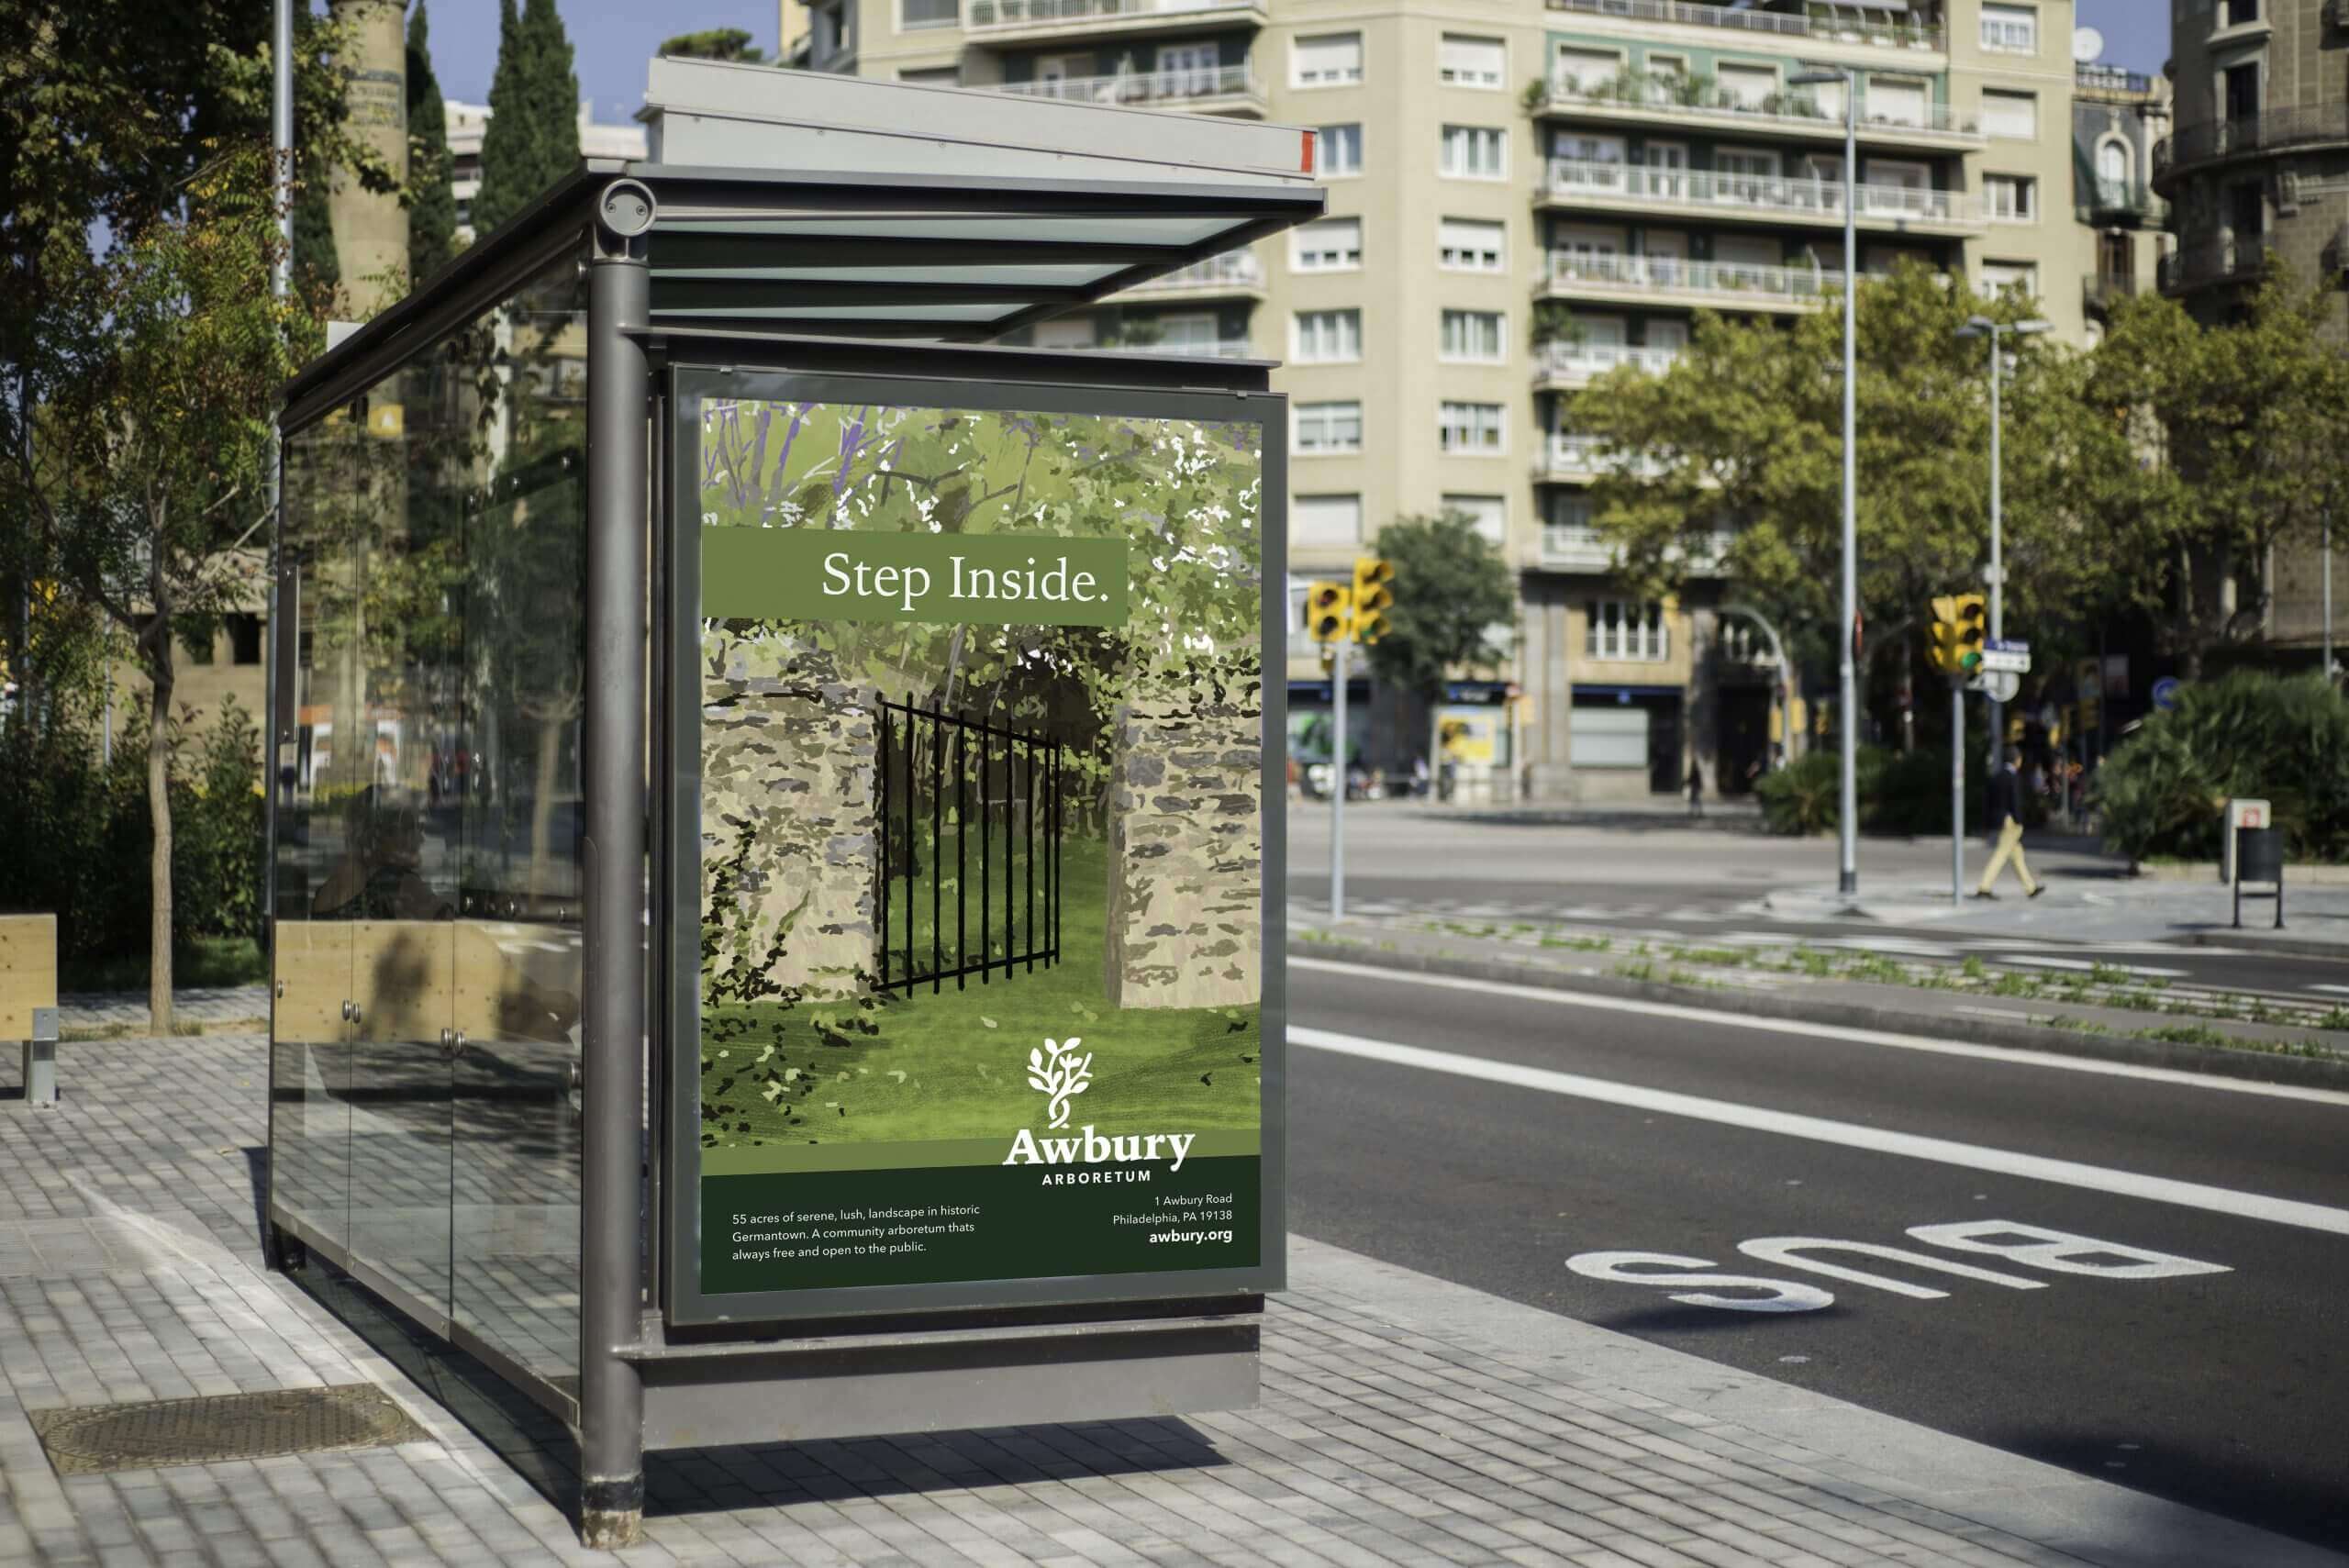 Step Inside.
Awbury
ARBORETUM
55 acres of serene, lush, landscape in historic
Germantown. A community arboretum thats
always free and open to the public.
1 Awbury Road
Philadelphia, PA 19138
awbury.org
BUS